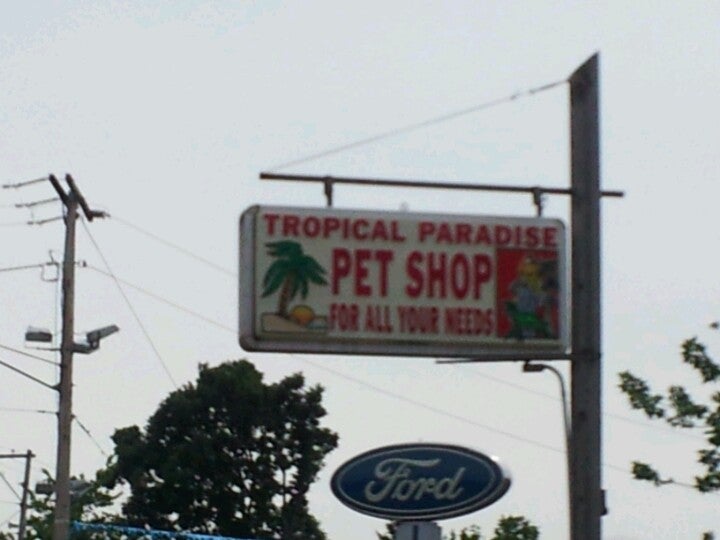 TROPICAL PARADISE
PET SHOP
FOR ALL YOUR NEEDS
Ford